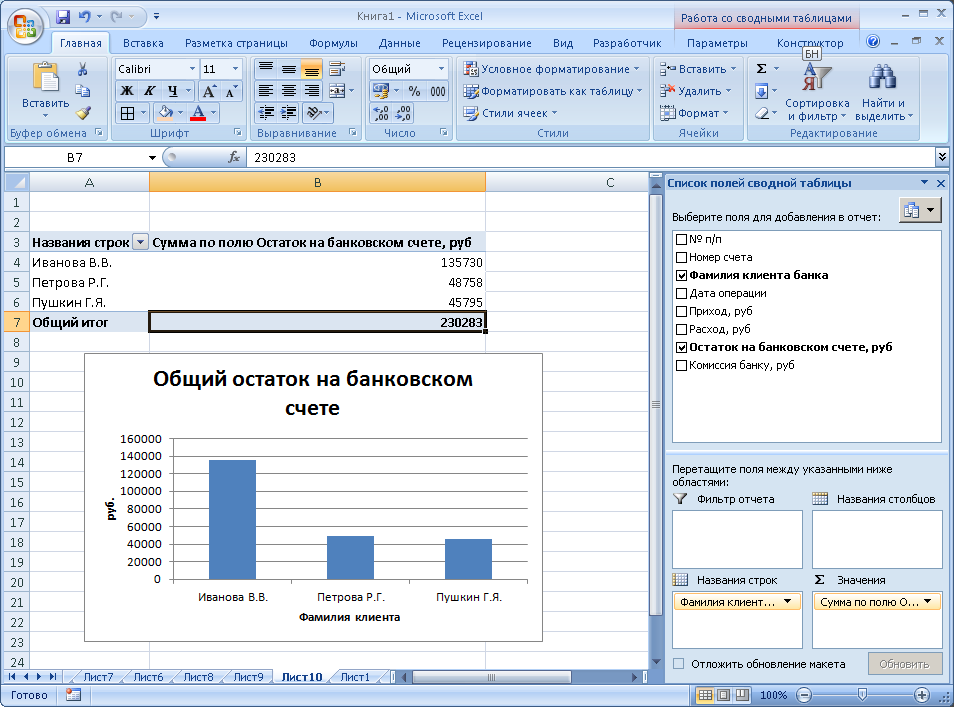 Книга1 - Microsoft Excel
Работа со сводными таблицами
Главная Вставка Разметка страницы Формулы Данные Рецензирование Вид Разработчик Параметры Конструктор
БН
Вставить
Буфер обмена
Calibri 11
Ж К Ч
Шрифт
Выравнивание
Общий
% 000
Число
Условное форматирование
Форматировать как таблицу
Стили ячеек
Стили
Вставить
Удалить
Формат
Ячейки
Сортировка и фильтр
Найти и выделить
Редактирование
B7 fx 230283
A B C
1
2
3 Названия строк Сумма по полю Остаток на банковском счете, руб
4 Иванова В.В. 135730
5 Петрова Р.Г. 48758
6 Пушкин Г.Я. 45795
7 Общий итог 230283
8
9
10
11
12
13
14
15
16
17
18
19
20
21
22
23
24
Общий остаток на банковском
счете
160000
140000
120000
100000
80000
60000
40000
20000
0
руб.
Иванова В.В. Петрова Р.Г. Пушкин Г.Я.
Фамилия клиента
Список полей сводной таблицы
Выберите поля для добавления в отчет:
№ п/п
Номер счета
Фамилия клиента банка
Дата операции
Приход, руб
Расход, руб
Остаток на банковском счете, руб
Комиссия банку, руб
Перетащите поля между указанными ниже
областями:
Фильтр отчета Названия столбцов
Названия строк Σ Значения
Фамилия клиент... Сумма по полю О...
Отложить обновление макета Обновить
Лист7 Лист6 Лист8 Лист9 Лист10 Лист1
Готово 100%